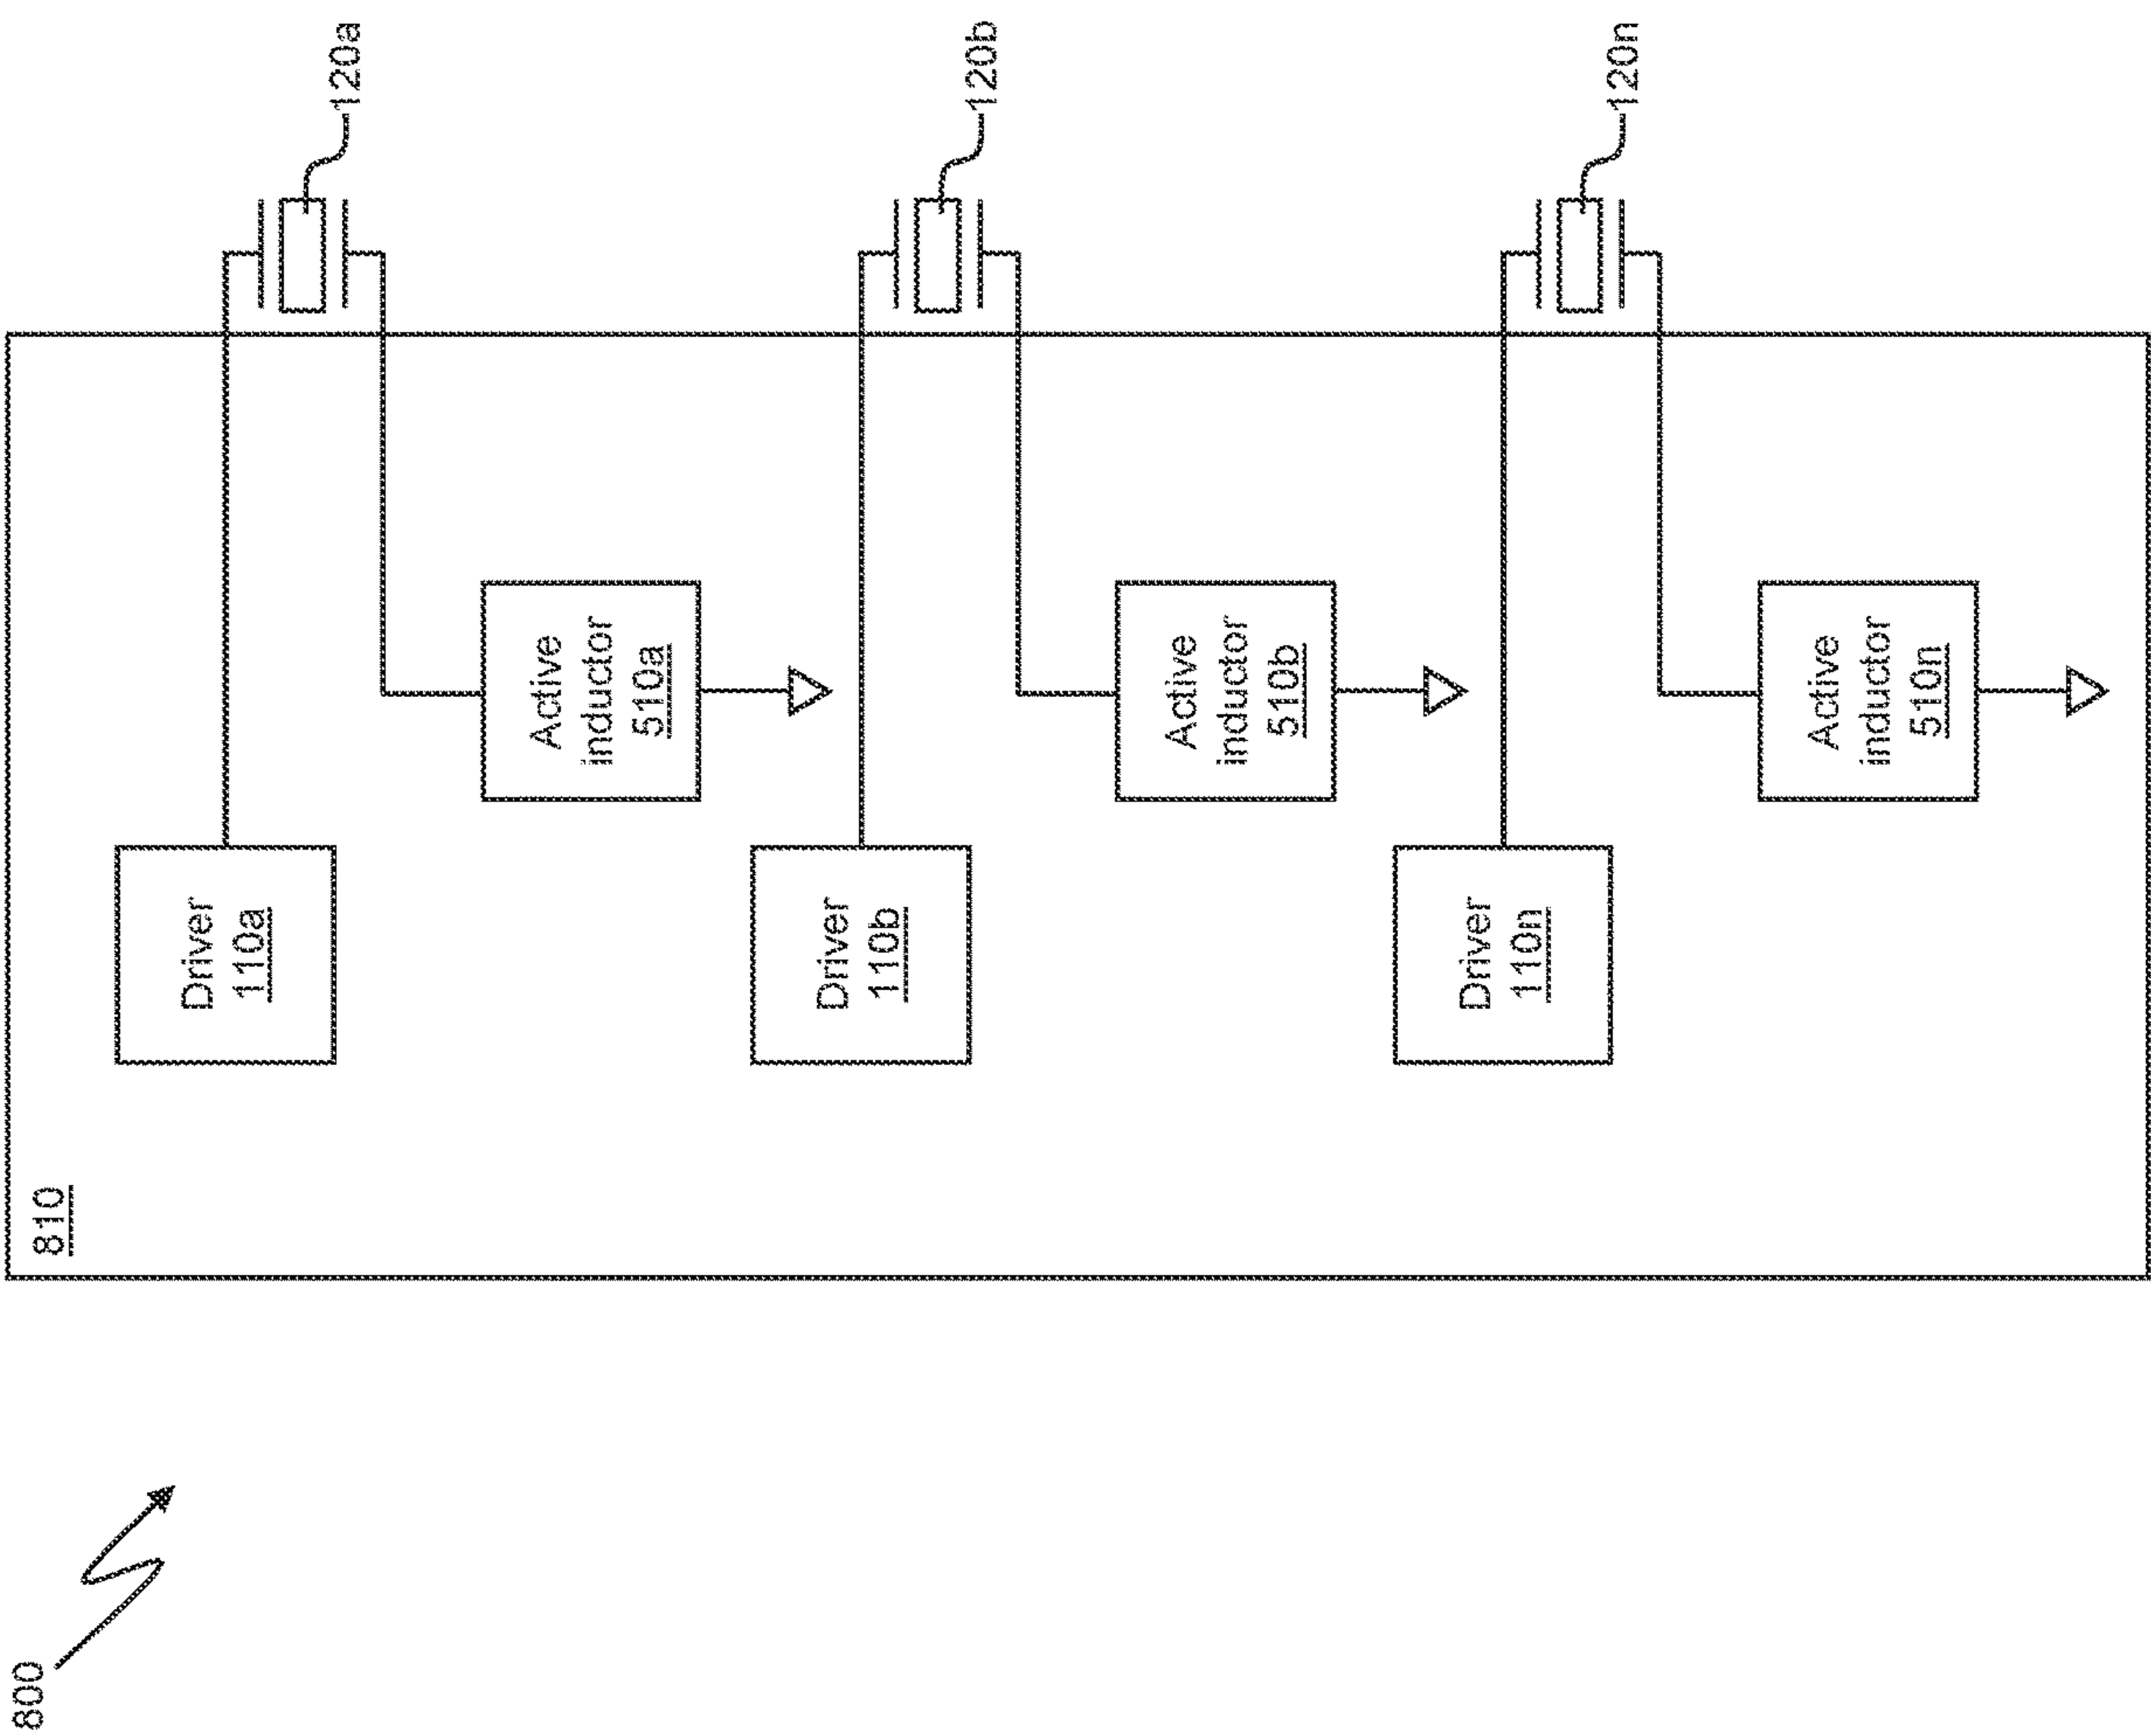 800
810
Driver
110a
Active
inductor
510a
120a
Driver
110b
Active
inductor
510b
120b
Driver
110n
Active
inductor
510n
120n